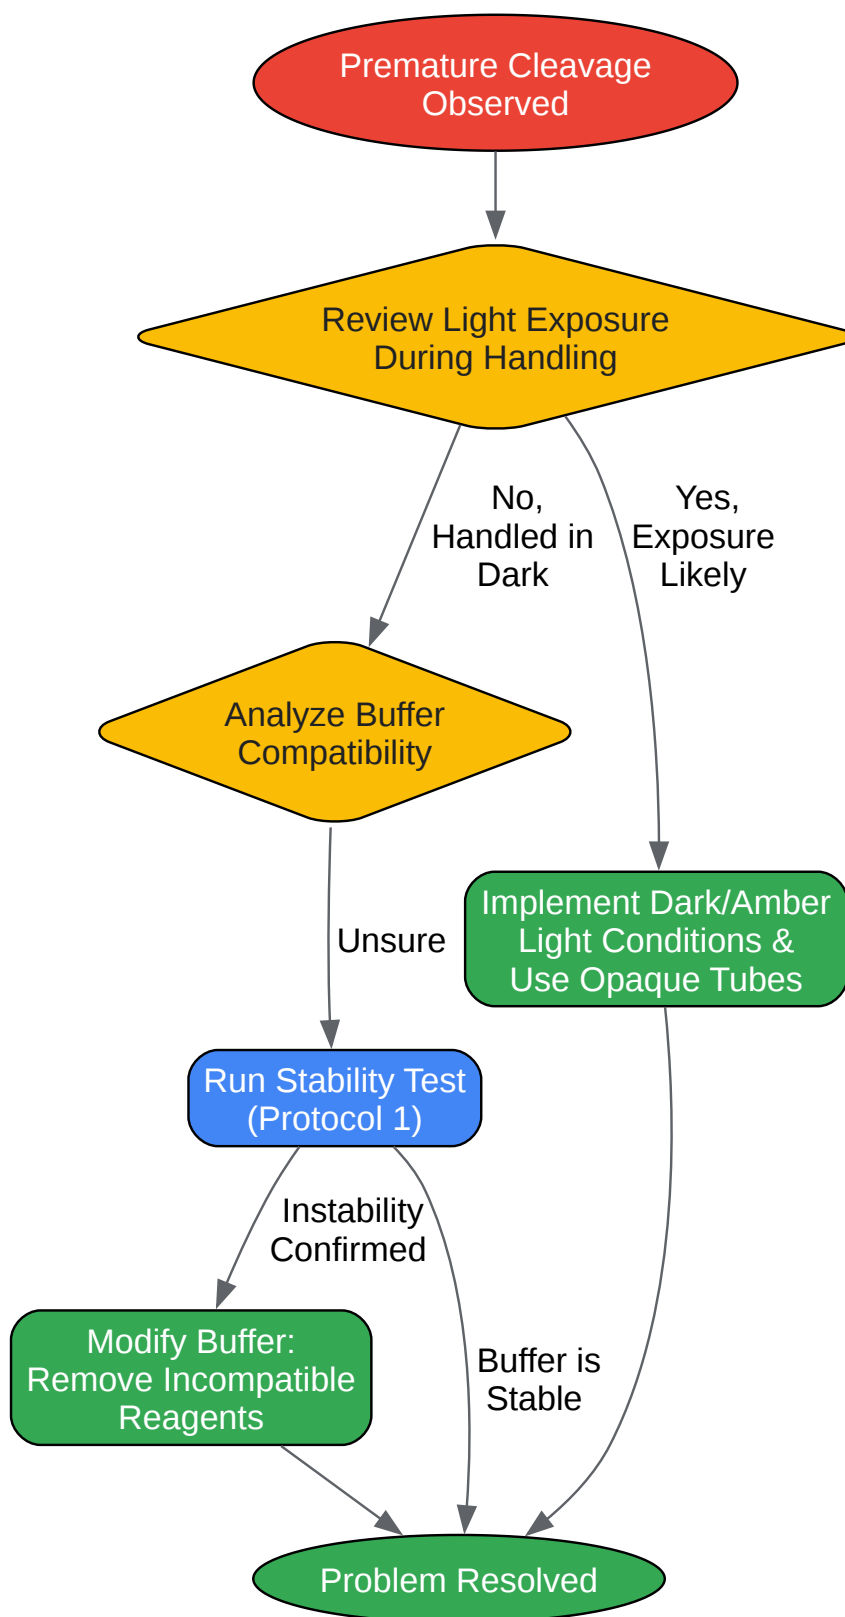 Premature Cleavage
Observed
Review Light Exposure
During Handling
No,
Handled in
Dark
Yes,
Exposure
Likely
Analyze Buffer
Compatibility
Implement Dark/Amber
Light Conditions &
Use Opaque Tubes
Unsure
Run Stability Test
(Protocol 1)
Instability
Confirmed
Modify Buffer:
Remove Incompatible
Reagents
Buffer is
Stable
Problem Resolved